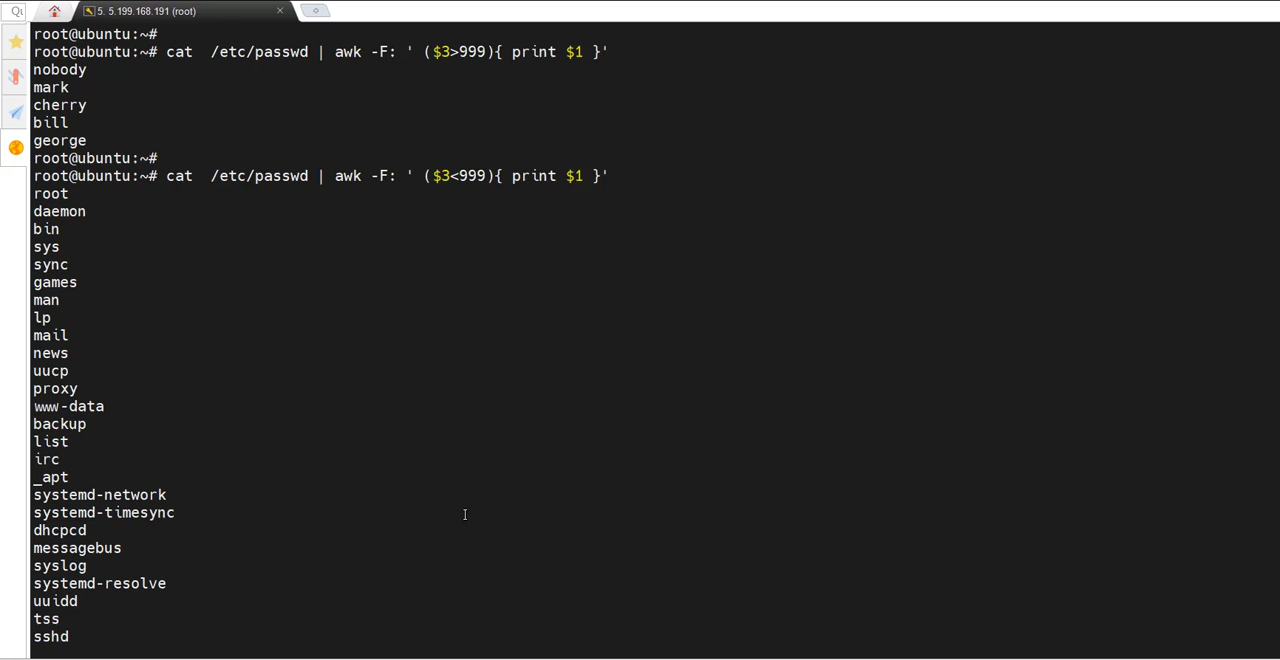 Qu
5. 5.199.168.191 (root)
root@ubuntu:~#
root@ubuntu:~# cat  /etc/passwd | awk -F: ' ($3>999){ print $1 }'
nobody
mark
cherry
bill
george
root@ubuntu:~#
root@ubuntu:~# cat  /etc/passwd | awk -F: ' ($3<999){ print $1 }'
root
daemon
bin
sys
sync
games
man
lp
mail
news
uucp
proxy
www-data
backup
list
irc
_apt
systemd-network
systemd-timesync
dhcpcd
messagebus
syslog
systemd-resolve
uuidd
tss
sshd